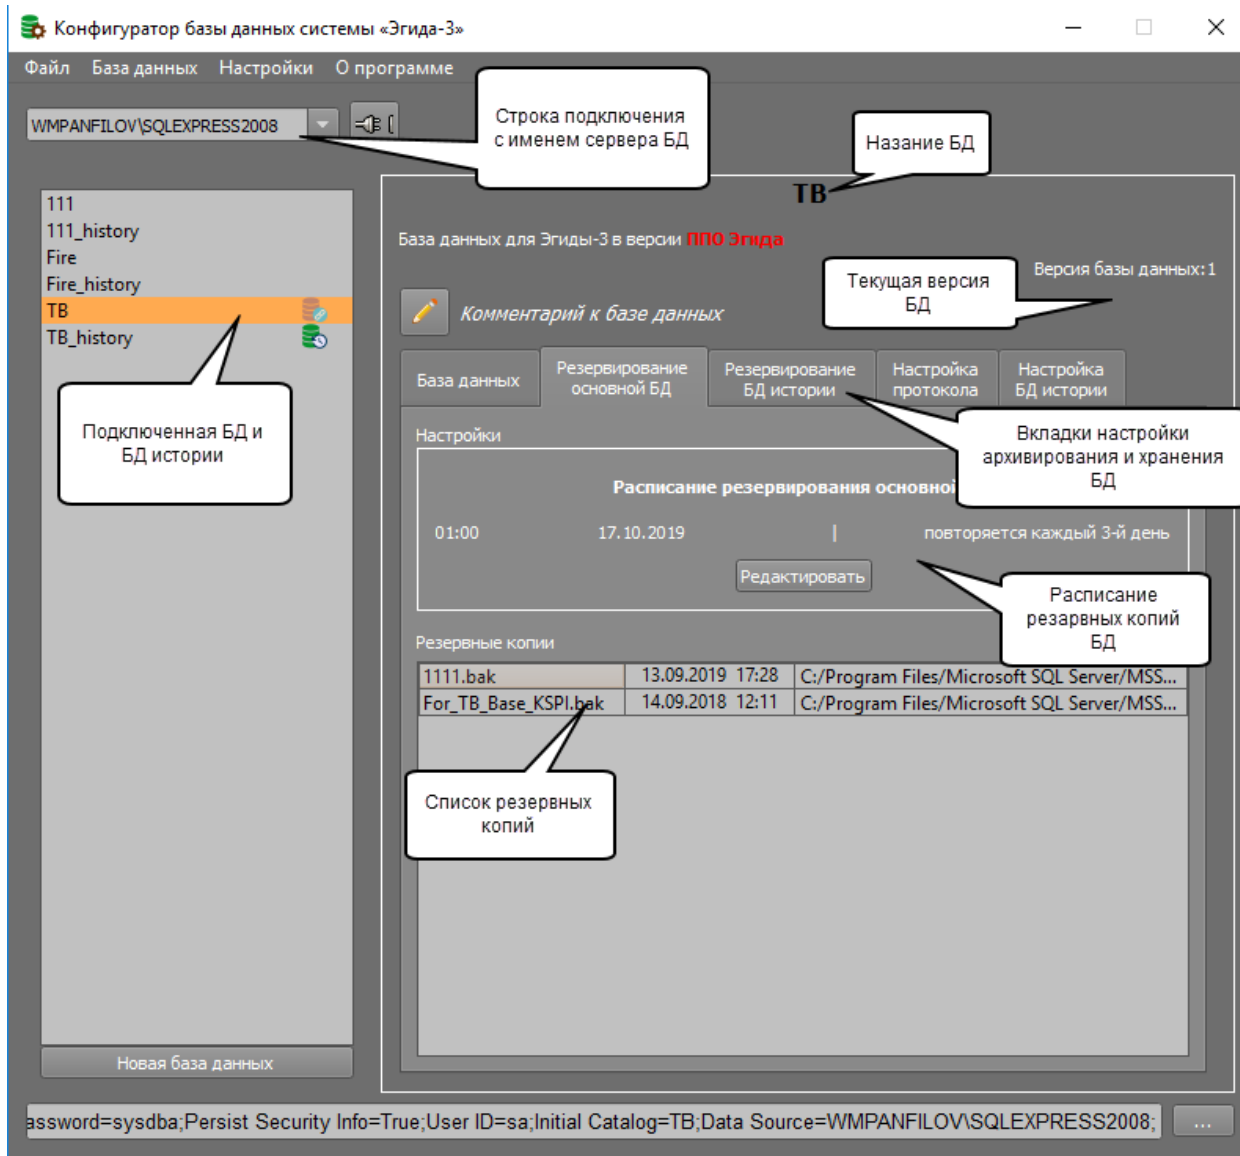 Конфигуратор базы данных системы «Эгида-3»
Файл База данных Настройки О программе
WMPANFILOV\SQLEXPRESS2008
Строка подключения
с именем сервера БД
Назание БД
TB
111
111_history
Fire
Fire_history
TB
TB_history
База данных для Эгиды-3 в версии ППО Эгида
Версия базы данных:1
Текущая версия
БД
Комментарий к базе данных
База данных
Резервирование
основной БД
Резервирование
БД истории
Настройка
протокола
Настройка
БД истории
Подключенная БД и
БД истории
Вкладки настройки
архивирования и хранения
БД
Настройки
Расписание резервирования основной
01:00 17.10.2019 | повторяется каждый 3-й день
Редактировать
Расписание
резарвных копий
БД
Резервные копии
1111.bak 13.09.2019 17:28 C:/Program Files/Microsoft SQL Server/MSS...
For_TB_Base_KSPI.bak 14.09.2018 12:11 C:/Program Files/Microsoft SQL Server/MSS...
Список резервных
копий
Новая база данных
assword=sysdba;Persist Security Info=True;User ID=sa;Initial Catalog=TB;Data Source=WMPANFILOV\SQLEXPRESS2008;
...